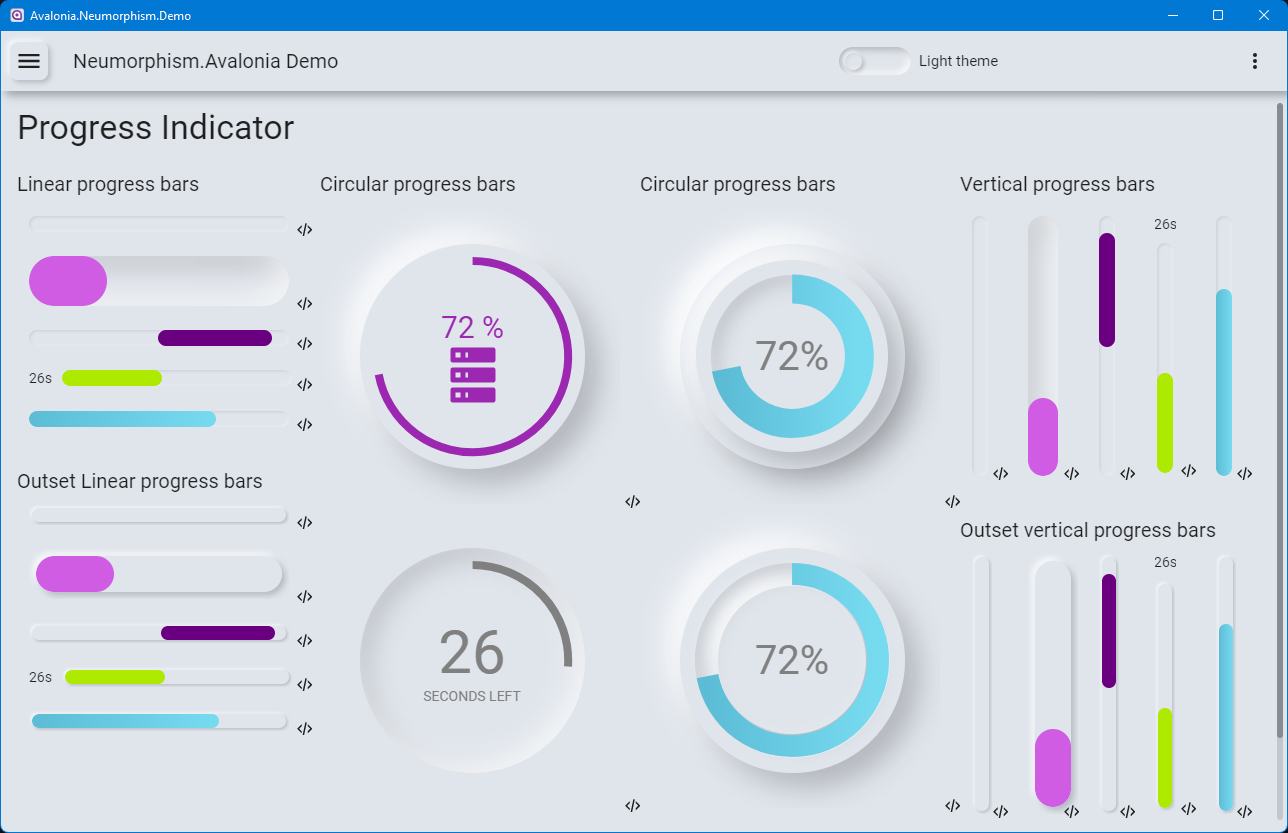 Avalonia.Neumorphism.Demo
Neumorphism.Avalonia Demo
Light theme
Progress Indicator
Linear progress bars
Circular progress bars
Circular progress bars
Vertical progress bars
26s
72 %
72%
26s
Outset Linear progress bars
Outset vertical progress bars
26s
26
SECONDS LEFT
72%
26s